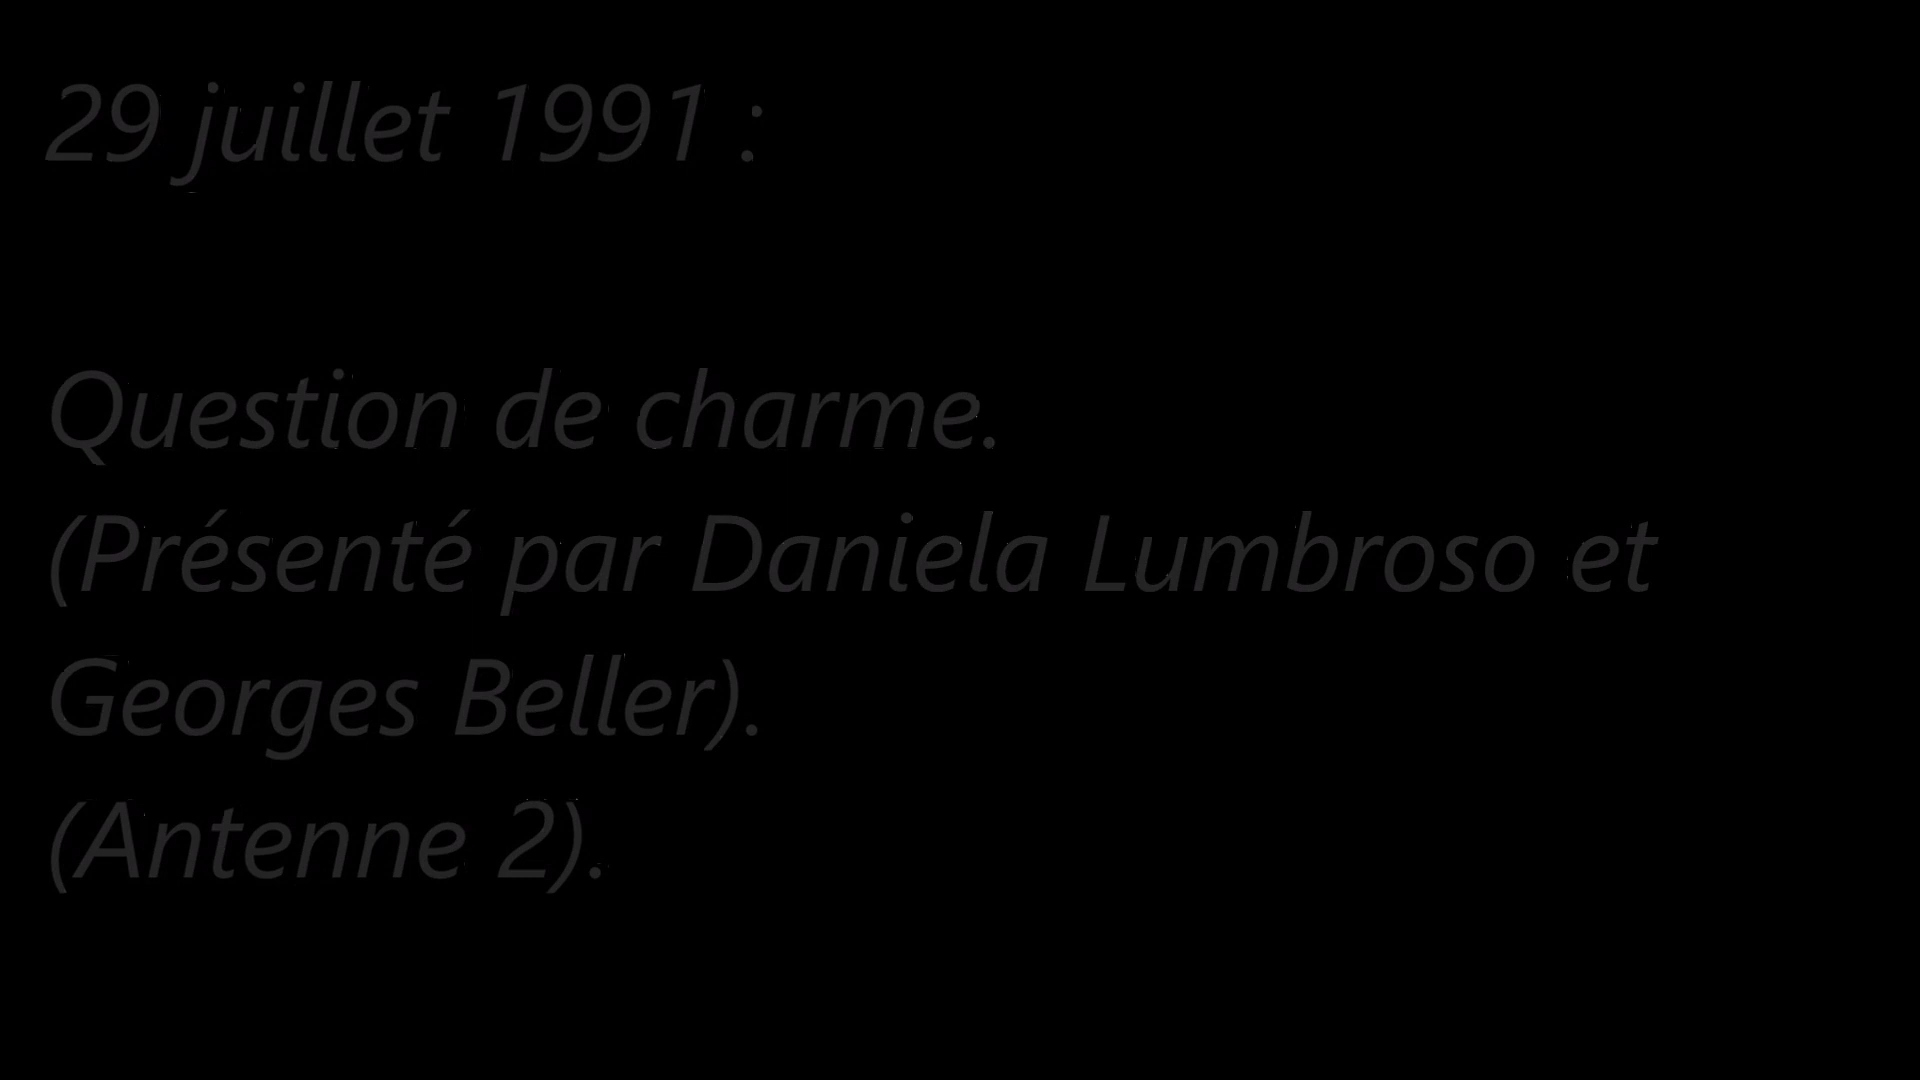 29 juillet 1991 :
Question de charme.
(Présenté par Daniela Lumbroso et
Georges Beller).
(Antenne 2).